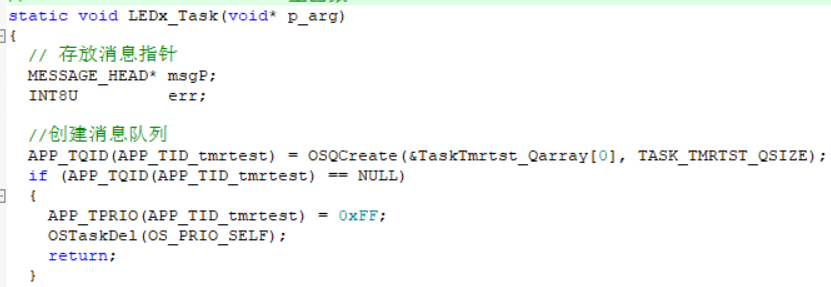 static void LEDx_Task(void* p_arg)
{
// 存放消息指针
MESSAGE_HEAD* msgP;
INT8U err;
//创建消息队列
APP_TQID(APP_TID_tmrtest) = OSQCreate(&TaskTmrtst_Qarray[0], TASK_TMRTST_QSIZE);
if (APP_TQID(APP_TID_tmrtest) == NULL)
{
APP_TPRIO(APP_TID_tmrtest) = 0xFF;
OSTaskDel(OS_PRIO_SELF);
return;
}